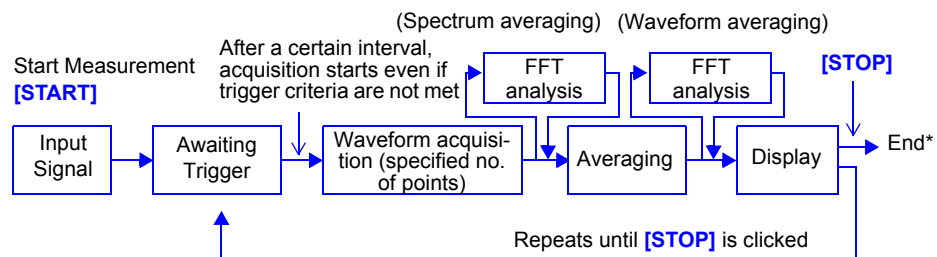 (Spectrum averaging)
(Waveform averaging)
After a certain interval,
acquisition starts even if
trigger criteria are not met
Start Measurement
[START]
FFT
analysis
FFT
analysis
[STOP]
Input
Signal
Awaiting
Trigger
Waveform acquisi-
tion (specified no.
of points)
Averaging
Display
End*
Repeats until [STOP] is clicked